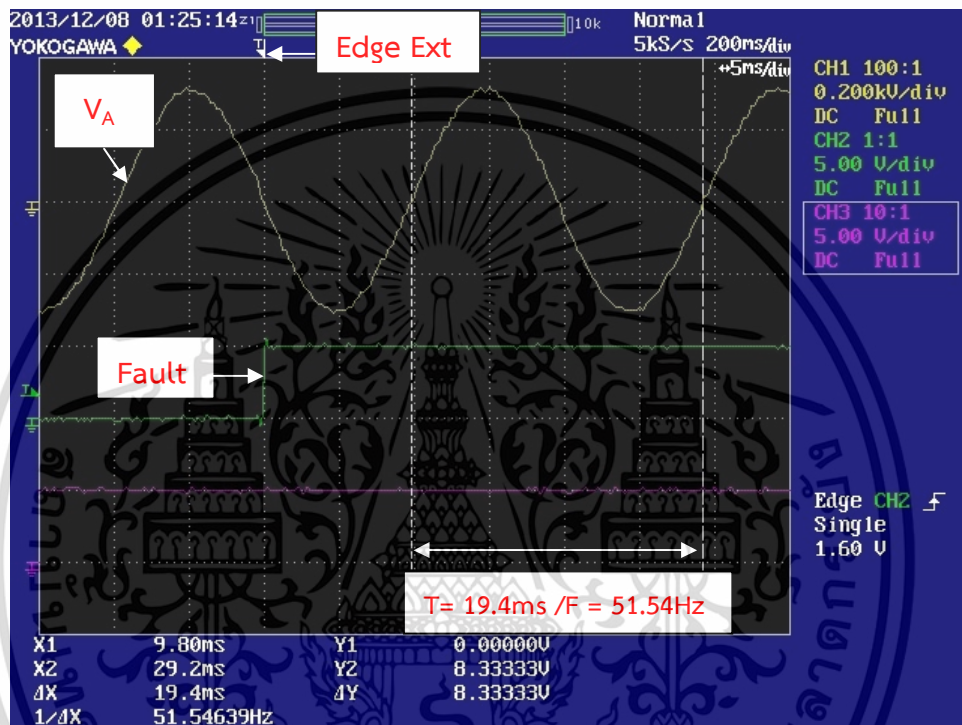 2013/12/08 01:25:14
10k
Normal
YOKOGAWA
T
Edge Ext
5kS/s 200ms/div
↔5ms/div
CH1 100:1
0.200kV/div
DC Full
CH2 1:1
5.00 V/div
DC Full
CH3 10:1
5.00 V/div
DC Full
VA
Fault
T
Edge CH2
Single
1.60 V
T= 19.4ms /F = 51.54Hz
X1 9.80ms Y1 0.00000V
X2 29.2ms Y2 8.33333V
ΔX 19.4ms ΔY 8.33333V
1/ΔX 51.54639Hz